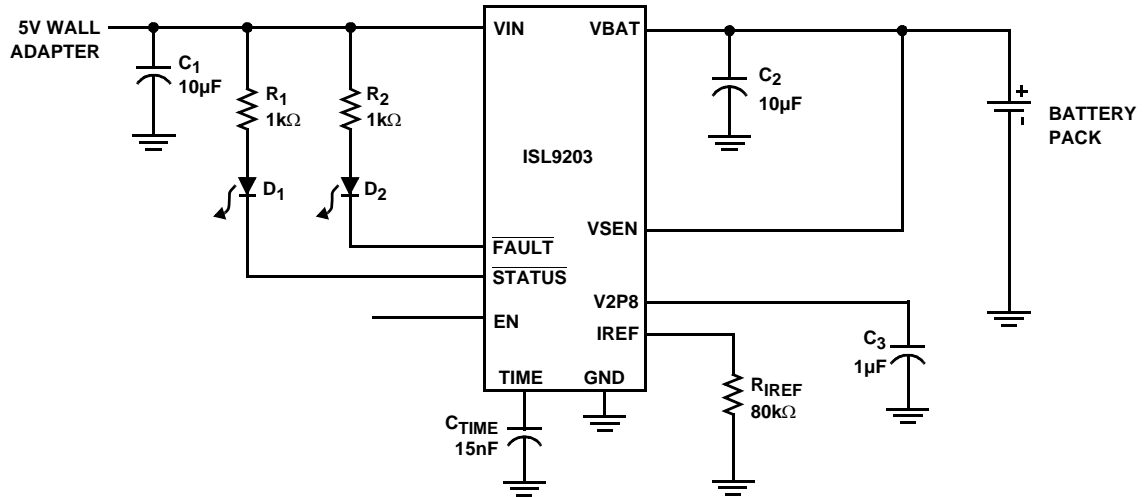 5V WALL
ADAPTER
C1
10µF
R1
1kΩ
R2
1kΩ
D1
D2
VIN
VBAT
ISL9203
FAULT
STATUS
EN
TIME
GND
VSEN
V2P8
IREF
C2
10µF
+
-
BATTERY
PACK
C3
1µF
RIREF
80kΩ
CTIME
15nF